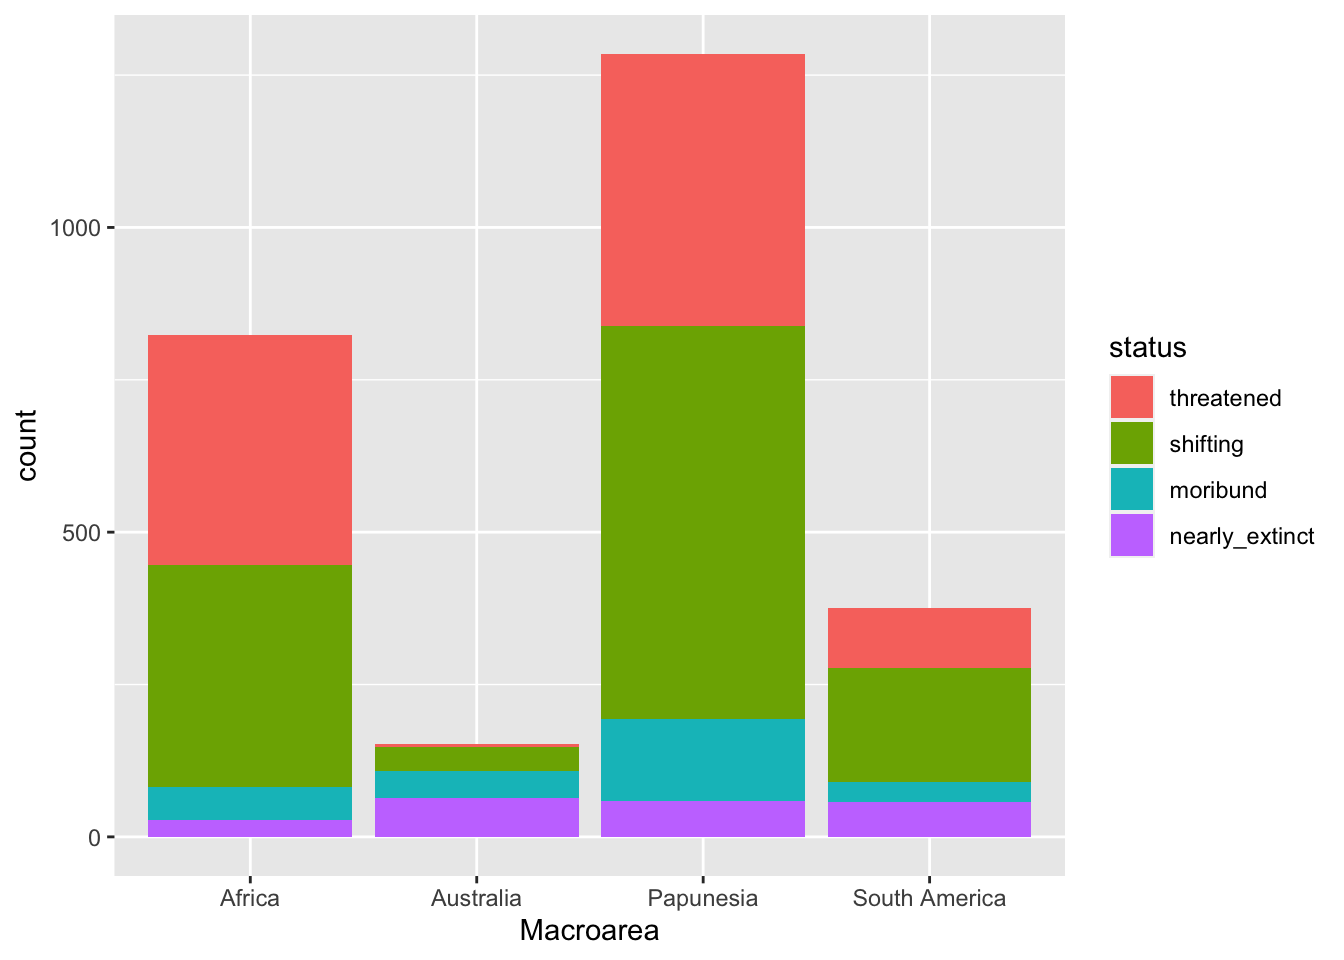 count
1000
500
0
Africa
Australia
Papunesia
South America
Macroarea
status
threatened
shifting
moribund
nearly_extinct